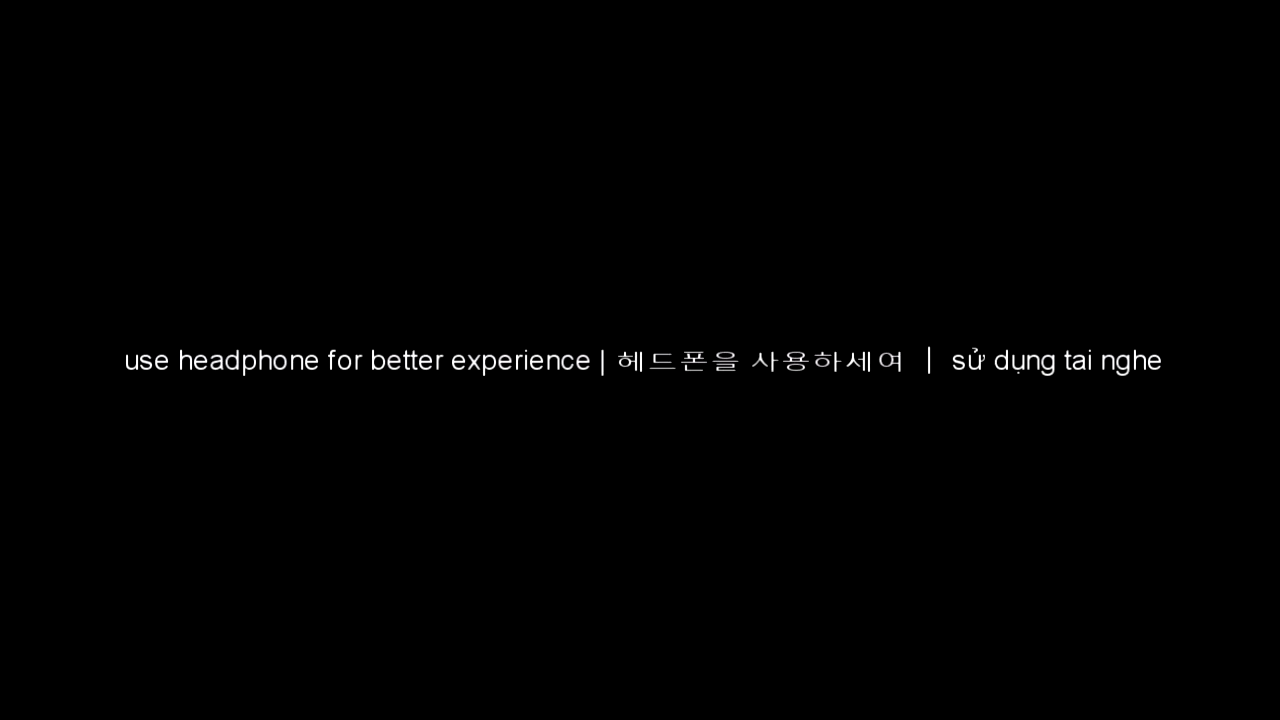 use headphone for better experience | 헤드폰을 사용하세여 | sử dụng tai nghe